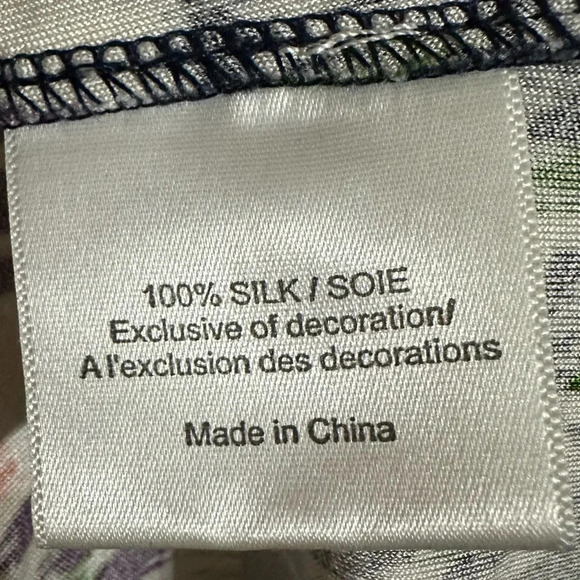 100% SILK / SOIE
Exclusive of decoration/
A l'exclusion des decorations
Made in China